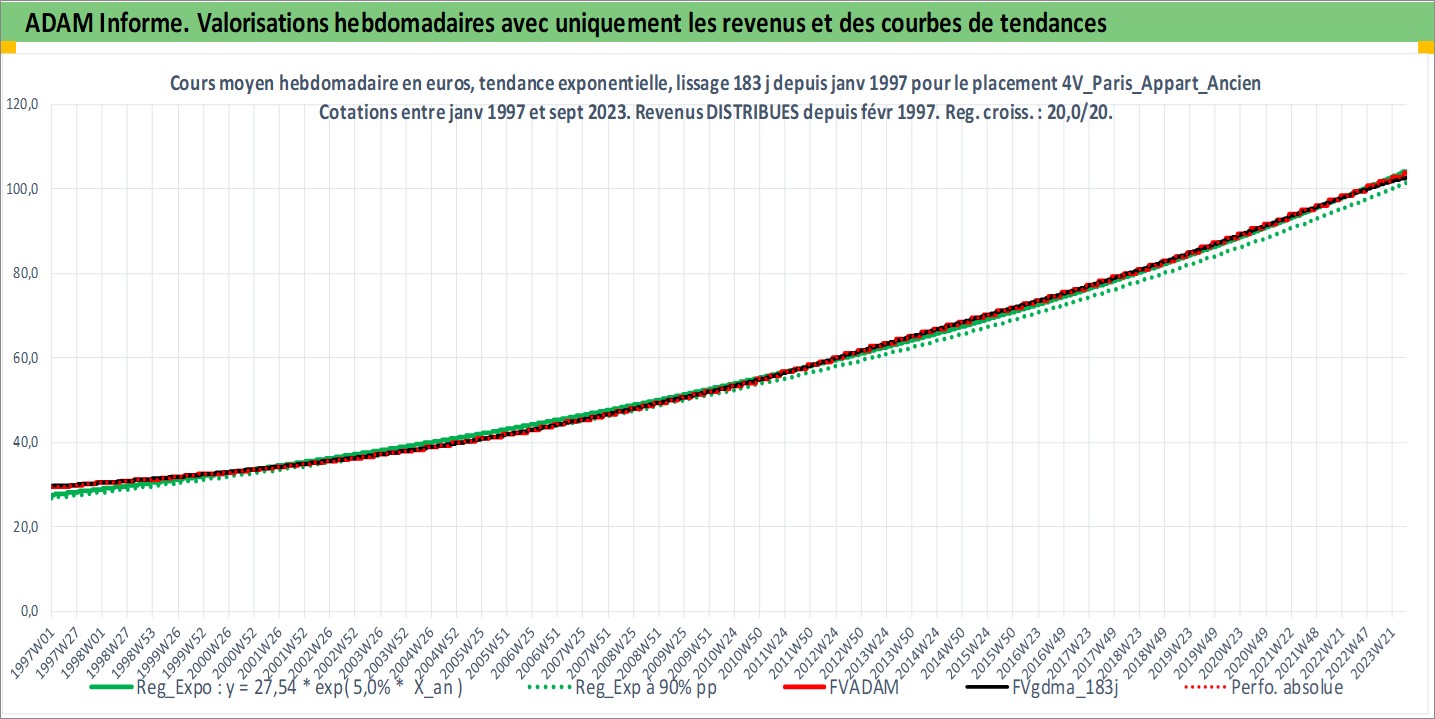 ADAM Informe. Valorisations hebdomadaires avec uniquement les revenus et des courbes de tendances
Cours moyen hebdomadaire en euros, tendance exponentielle, lissage 183 j depuis janv 1997 pour le placement 4V_Paris_Appart_Ancien
Cotations entre janv 1997 et sept 2023. Revenus DISTRIBUES depuis févr 1997. Reg. croiss. : 20,0/20.
120,0
100,0
80,0
60,0
40,0
20,0
0,0
1997W01
1997W27
1998W01
1998W27
1998W53
1999W26
1999W52
2000W26
2000W52
2001W26
2001W52
2002W26
2002W52
2003W26
2003W52
2004W26
2004W52
2005W25
2005W51
2006W25
2006W51
2007W25
2007W51
2008W25
2008W51
2009W25
2009W51
2010W24
2010W50
2011W24
2011W50
2012W24
2012W50
2013W24
2013W50
2014W24
2014W50
2015W24
2015W50
2016W23
2016W49
2017W23
2017W49
2018W23
2018W49
2019W23
2019W49
2020W23
2020W49
2021W22
2021W48
2022W21
2022W47
2023W21
Reg_Expo : y = 27,54 * exp( 5,0% * X_an )
Reg_Exp à 90% pp
FVADAM
FVgdma_183j
Perfo. absolue